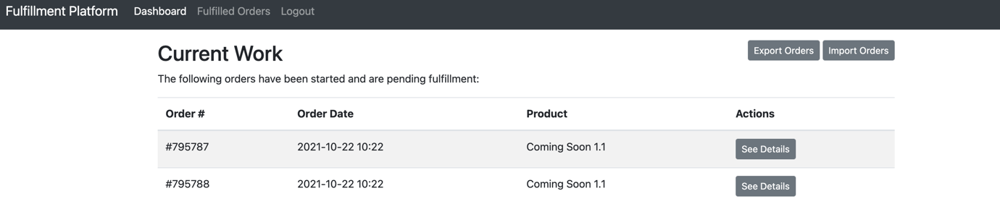 Fulfillment Platform Dashboard Fulfilled Orders Logout
Current Work
Export Orders Import Orders
The following orders have been started and are pending fulfillment:
Order # Order Date Product Actions
#795787 2021-10-22 10:22 Coming Soon 1.1 See Details
#795788 2021-10-22 10:22 Coming Soon 1.1 See Details